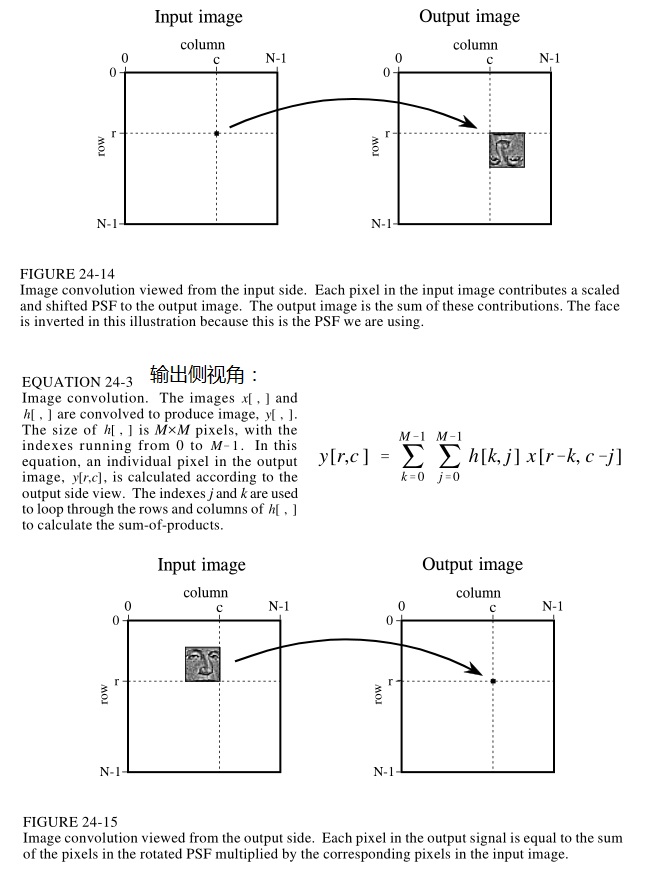 Input image
Output image
column
column
0 c N-1
0 c N-1
0
0
r
r
row
row
N-1
N-1
FIGURE 24-14
Image convolution viewed from the input side. Each pixel in the input image contributes a scaled
and shifted PSF to the output image. The output image is the sum of these contributions. The face
is inverted in this illustration because this is the PSF we are using.
EQUATION 24-3 输出侧视角：
Image convolution. The images x[ , ] and
h[ , ] are convolved to produce image, y[ , ].
The size of h[ , ] is M×M pixels, with the
indexes running from 0 to M-1. In this
equation, an individual pixel in the output
image, y[r,c], is calculated according to the
output side view. The indexes j and k are used
to loop through the rows and columns of h[ , ]
to calculate the sum-of-products.
M-1 M-1
y[r,c] = Σ Σ h[k,j] x[r-k, c-j]
k=0 j=0
Input image
Output image
column
column
0 c N-1
0 c N-1
0
0
r
r
row
row
N-1
N-1
FIGURE 24-15
Image convolution viewed from the output side. Each pixel in the output signal is equal to the sum
of the pixels in the rotated PSF multiplied by the corresponding pixels in the input image.